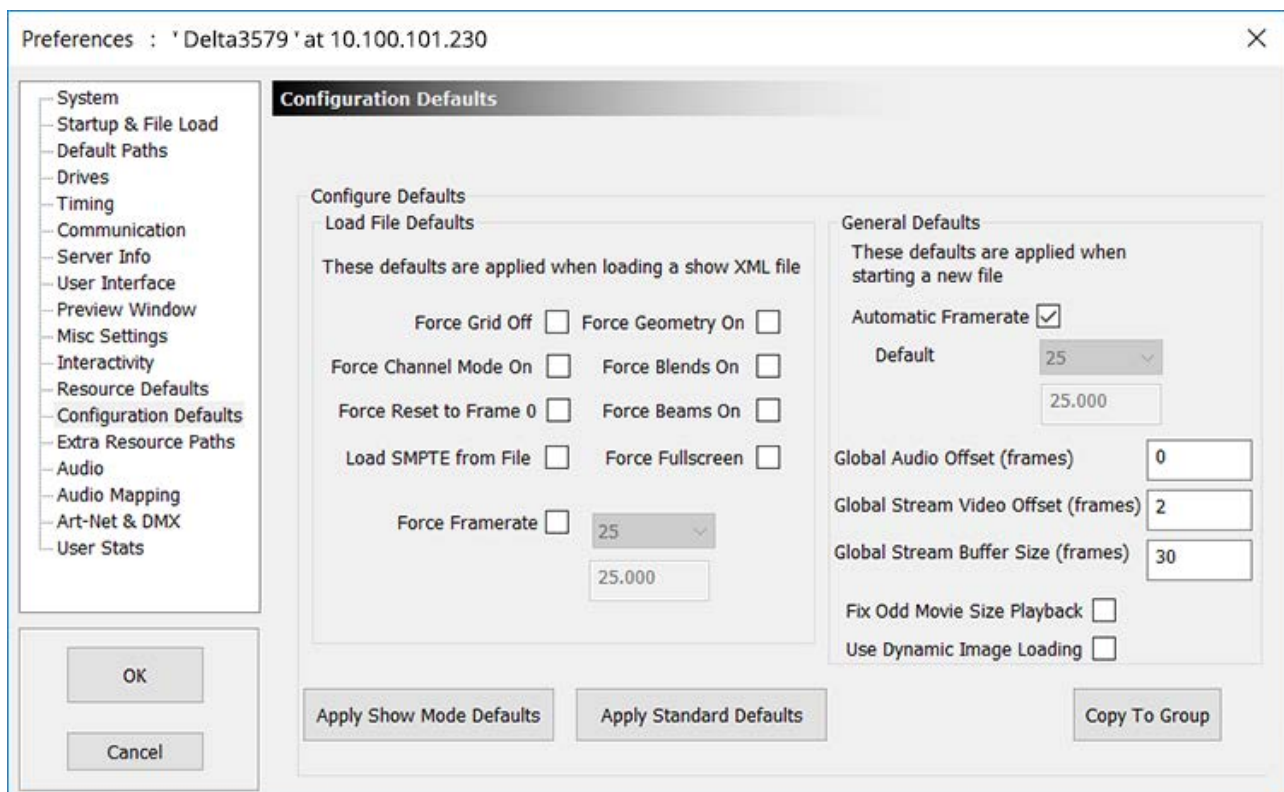 Preferences : ' Delta3579 ' at 10.100.101.230
System
Startup & File Load
Default Paths
Drives
Timing
Communication
Server Info
User Interface
Preview Window
Misc Settings
Interactivity
Resource Defaults
Configuration Defaults
Extra Resource Paths
Audio
Audio Mapping
Art-Net & DMX
User Stats
OK
Cancel
Configuration Defaults
Configure Defaults
Load File Defaults
These defaults are applied when loading a show XML file
Force Grid Off Force Geometry On
Force Channel Mode On Force Blends On
Force Reset to Frame 0 Force Beams On
Load SMPTE from File Force Fullscreen
Force Framerate 25
25.000
General Defaults
These defaults are applied when
starting a new file
Automatic Framerate
Default 25
25.000
Global Audio Offset (frames) 0
Global Stream Video Offset (frames) 2
Global Stream Buffer Size (frames) 30
Fix Odd Movie Size Playback
Use Dynamic Image Loading
Apply Show Mode Defaults Apply Standard Defaults Copy To Group